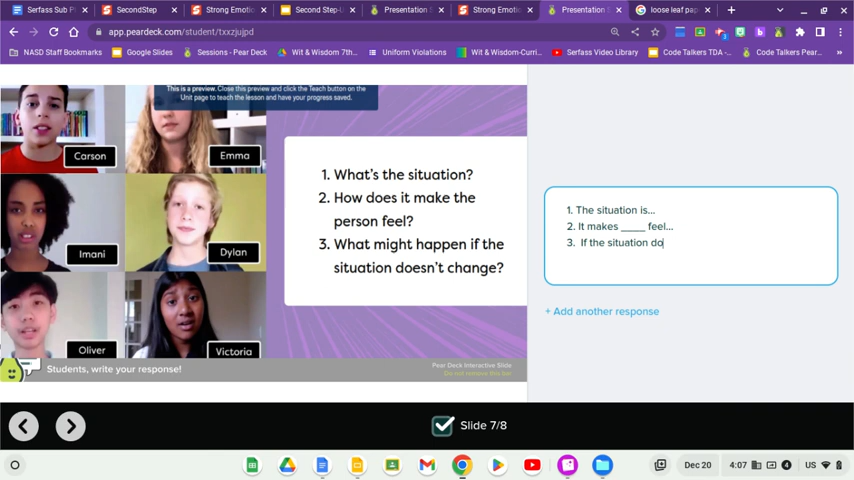 Serfass Sub P
SecondStep
Strong Emotio
Second Step-U
Presentation S
Strong Emotio
Presentation S
loose leaf pape
app.peardeck.com/student/txxzjujpd
NASD Staff Bookmarks
Google Slides
Sessions - Pear Deck
Wit & Wisdom 7th...
Uniform Violations
Wit & Wisdom-Curri...
Serfass Video Library
Code Talkers TDA -...
Code Talkers Pear...
This is a preview. Close this preview and click the Teach button on the
Unit page to teach the lesson and have your progress saved.
Carson
Emma
Imani
Dylan
Oliver
Victoria
1. What's the situation?
2. How does it make the
person feel?
3. What might happen if the
situation doesn't change?
Students, write your response!
Pear Deck Interactive Slide
Do not remove this bar
1. The situation is...
2. It makes ____ feel...
3. If the situation do
+ Add another response
Slide 7/8
Dec 20
4:07
4
US